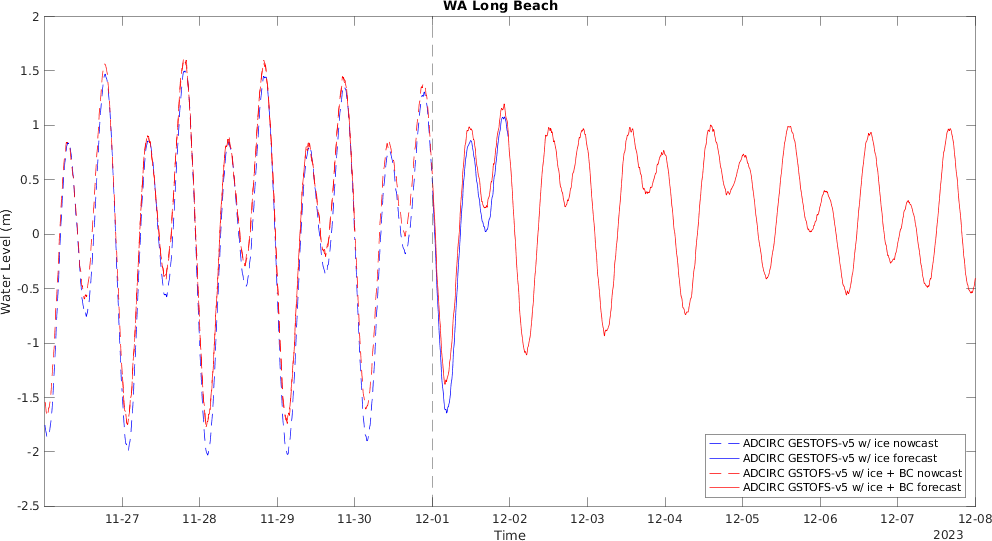 WA Long Beach
2
1.5
1
0.5
0
-0.5
-1
-1.5
-2
-2.5
Water Level (m)
11-27 11-28 11-29 11-30 12-01 12-02 12-03 12-04 12-05 12-06 12-07 12-08
Time
2023
ADCIRC GESTOFS-v5 w/ ice nowcast
ADCIRC GESTOFS-v5 w/ ice forecast
ADCIRC GSTOFS-v5 w/ ice + BC nowcast
ADCIRC GSTOFS-v5 w/ ice + BC forecast